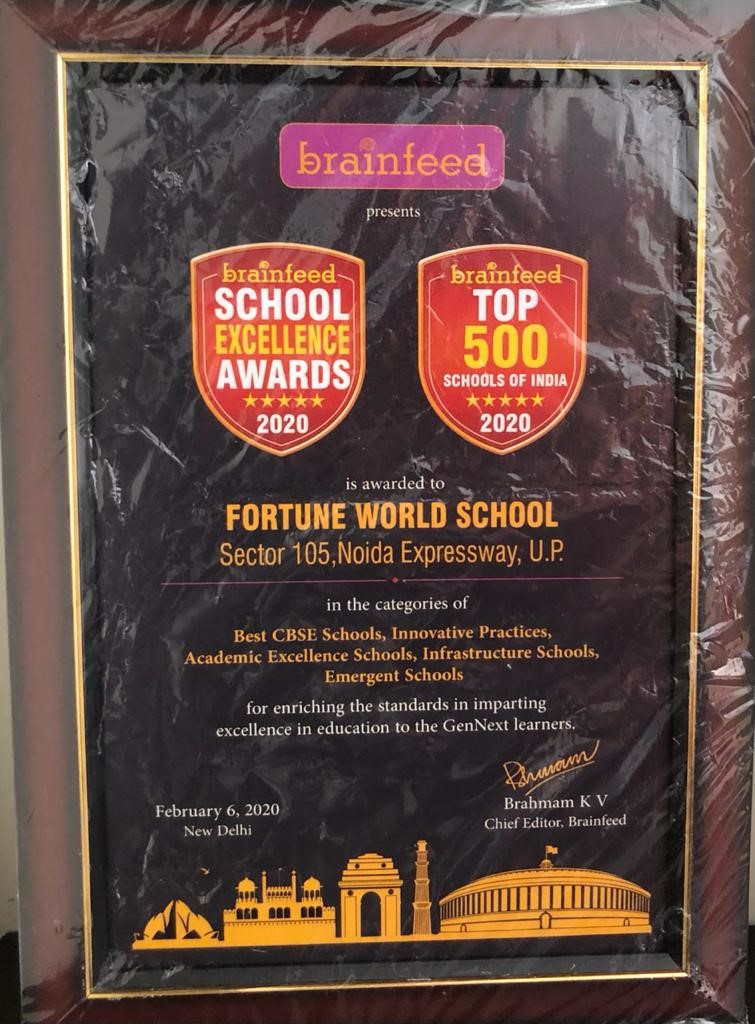 brainfeed
presents
brainfeed
SCHOOL
EXCELLENCE
AWARDS
2020
brainfeed
TOP
500
SCHOOLS OF INDIA
2020
is awarded to
FORTUNE WORLD SCHOOL
Sector 105,Noida Expressway, U.P.
in the categories of
Best CBSE Schools, Innovative Practices,
Academic Excellence Schools, Infrastructure Schools,
Emergent Schools
for enriching the standards in imparting
excellence in education to the GenNext learners.
February 6, 2020
New Delhi
Brahmam K V
Chief Editor, Brainfeed